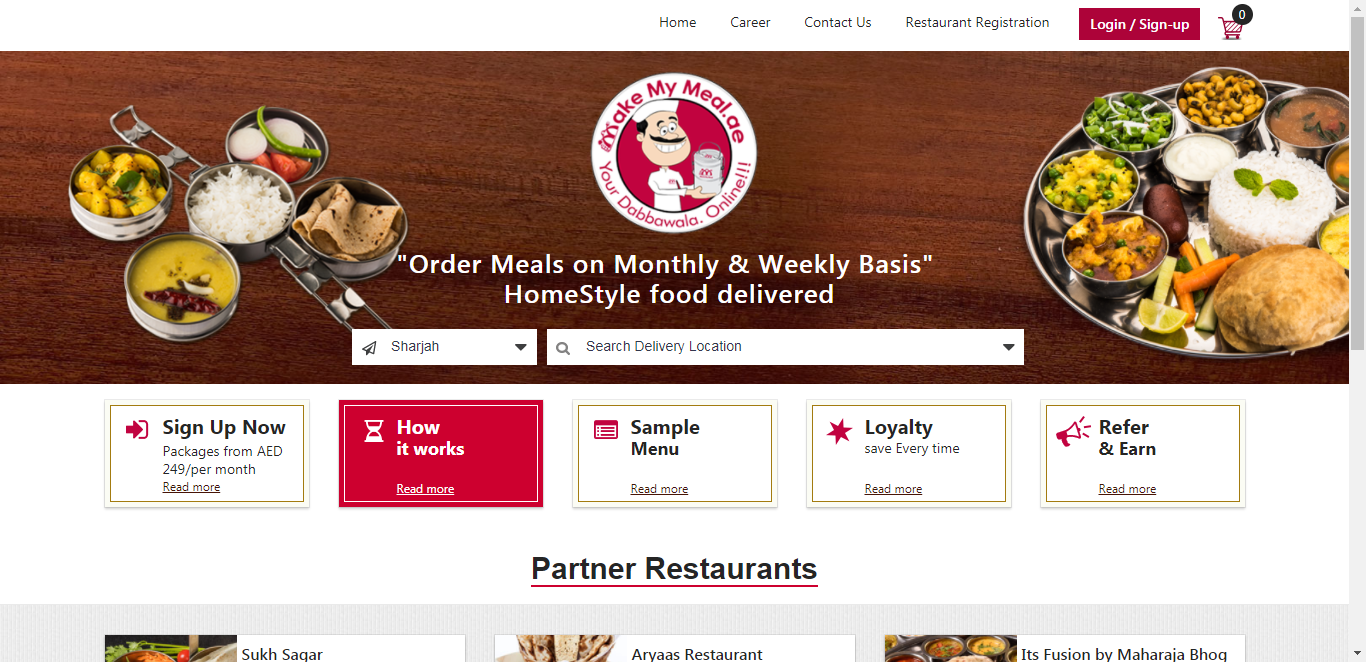 Home Career Contact Us Restaurant Registration Login / Sign-up 0
Make My Meal.ae
Your Dabbawala. Online!!!
"Order Meals on Monthly & Weekly Basis"
HomeStyle food delivered
Sharjah Search Delivery Location
Sign Up Now
Packages from AED
249/per month
Read more
How
it works
Read more
Sample
Menu
Read more
Loyalty
save Every time
Read more
Refer
& Earn
Read more
Partner Restaurants
Sukh Sagar
Aryaas Restaurant
Its Fusion by Maharaja Bhog